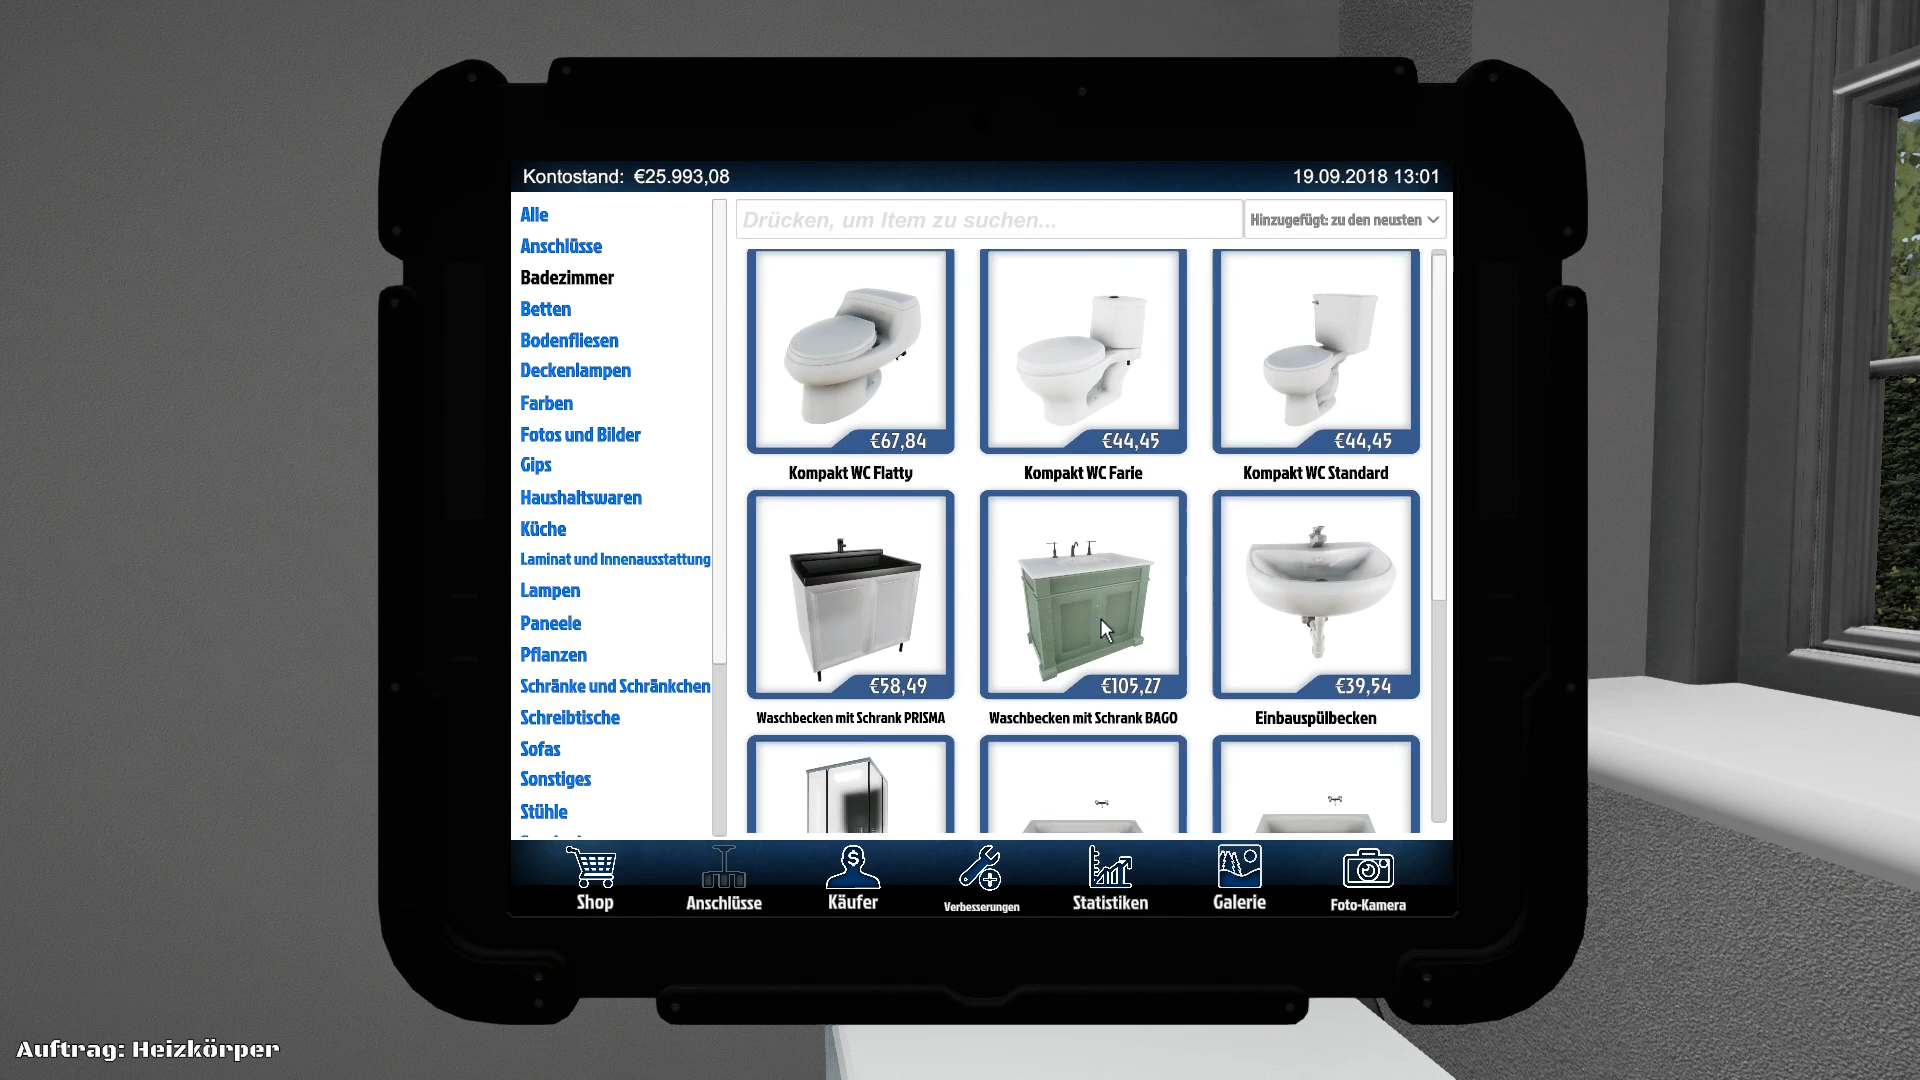 Kontostand: €25.993,08
19.09.2018 13:01
Alle
Anschlüsse
Badezimmer
Betten
Bodenfliesen
Deckenlampen
Farben
Fotos und Bilder
Gips
Haushaltswaren
Küche
Laminat und Innenausstattung
Lampen
Paneele
Pflanzen
Schränke und Schränkchen
Schreibtische
Sofas
Sonstiges
Stühle
Drücken, um Item zu suchen...
Hinzugefügt: zu den neusten
€67,84
€44,45
€44,45
Kompakt WC Flatty
Kompakt WC Farie
Kompakt WC Standard
€58,49
€105,27
€39,54
Waschbecken mit Schrank PRISMA
Waschbecken mit Schrank BAGO
Einbauspülbecken
Shop
Anschlüsse
Käufer
Verbesserungen
Statistiken
Galerie
Foto-Kamera
Auftrag: Heizkörper